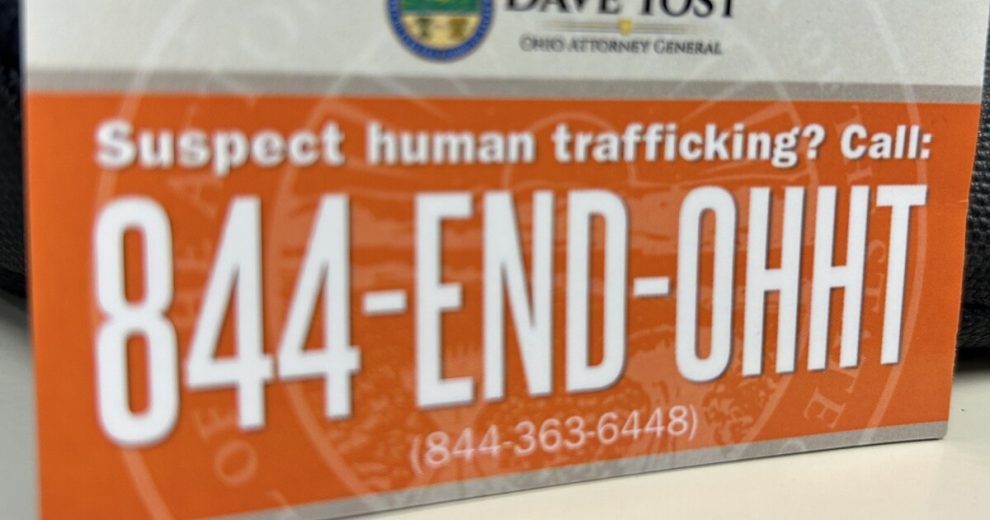 DAVE YOST
OHIO ATTORNEY GENERAL
Suspect human trafficking? Call:
844-END-OHHT
(844-363-6448)